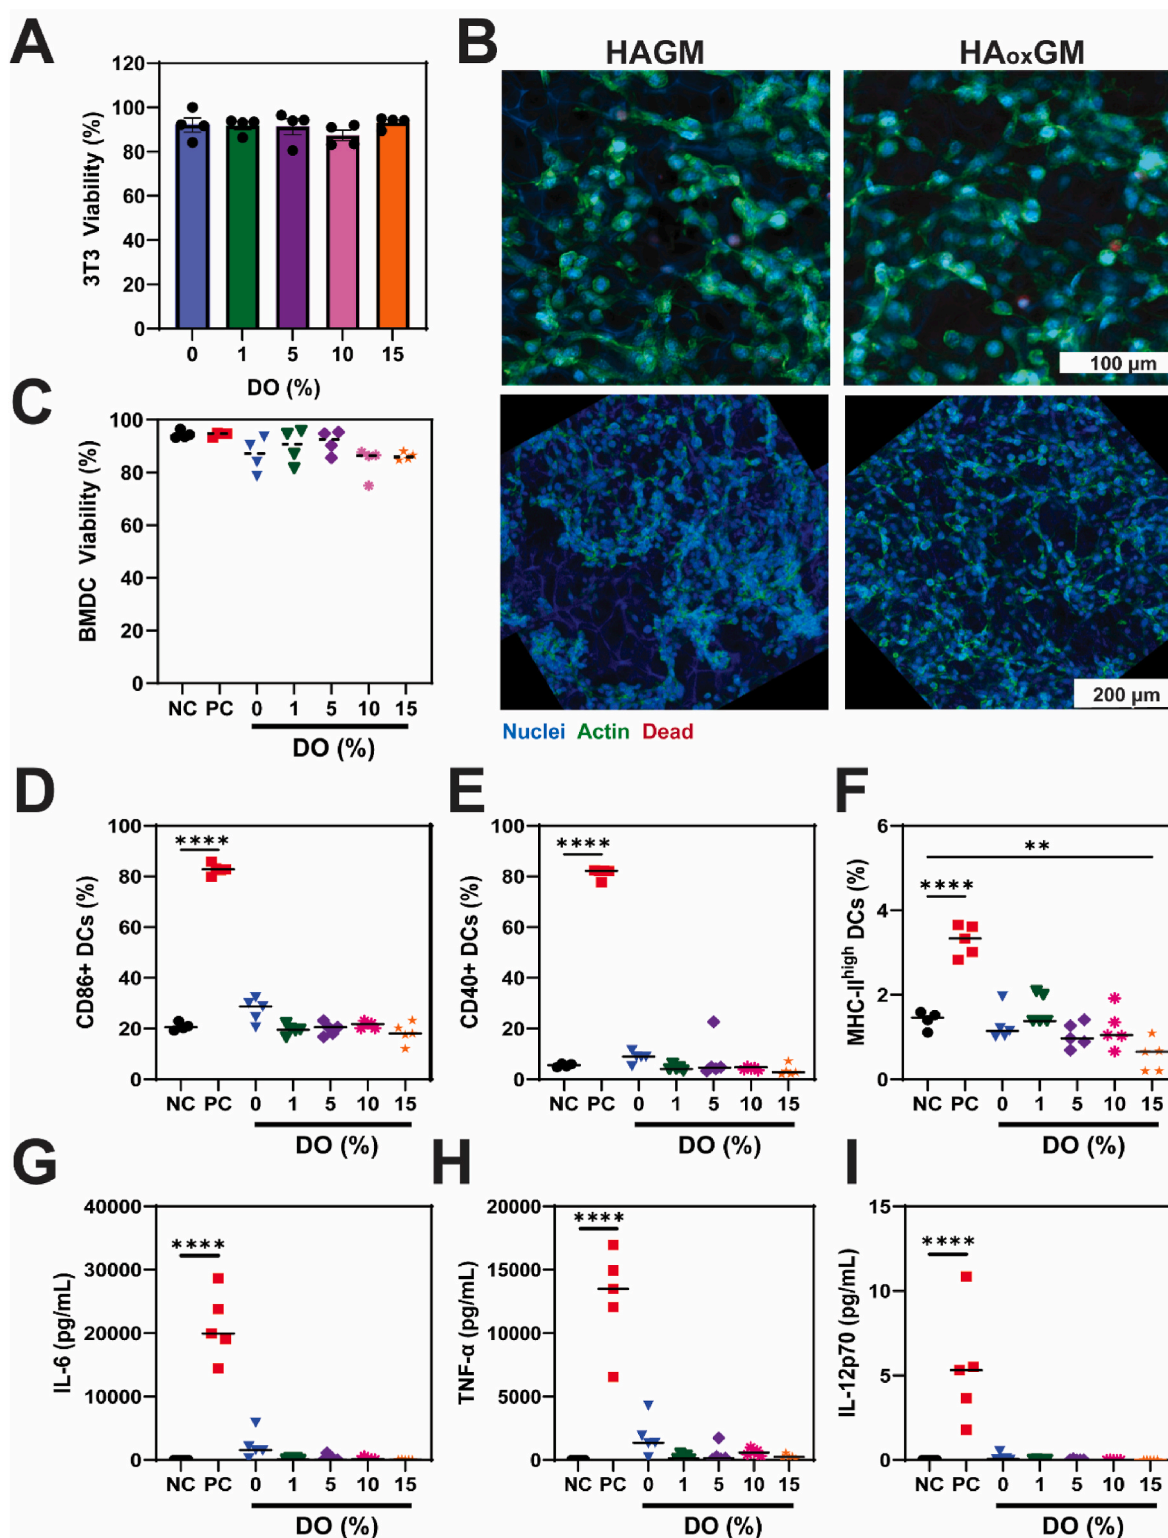 A
120
100
80
60
40
20
0
3T3 Viability (%)
0 1 5 10 15
DO (%)
B
HAGM HAoxGM
100 µm
200 µm
Nuclei Actin Dead
C
100
80
60
40
20
0
BMDC Viability (%)
NC PC 0 1 5 10 15
DO (%)
D
100
80
60
40
20
0
CD86+ DCs (%)
****
NC PC 0 1 5 10 15
DO (%)
E
100
80
60
40
20
0
CD40+ DCs (%)
****
NC PC 0 1 5 10 15
DO (%)
F
6
4
2
0
MHC-IIhigh DCs (%)
**
****
NC PC 0 1 5 10 15
DO (%)
G
40000
30000
20000
10000
0
IL-6 (pg/mL)
****
NC PC 0 1 5 10 15
DO (%)
H
20000
15000
10000
5000
0
TNF-α (pg/mL)
****
NC PC 0 1 5 10 15
DO (%)
I
15
10
5
0
IL-12p70 (pg/mL)
****
NC PC 0 1 5 10 15
DO (%)